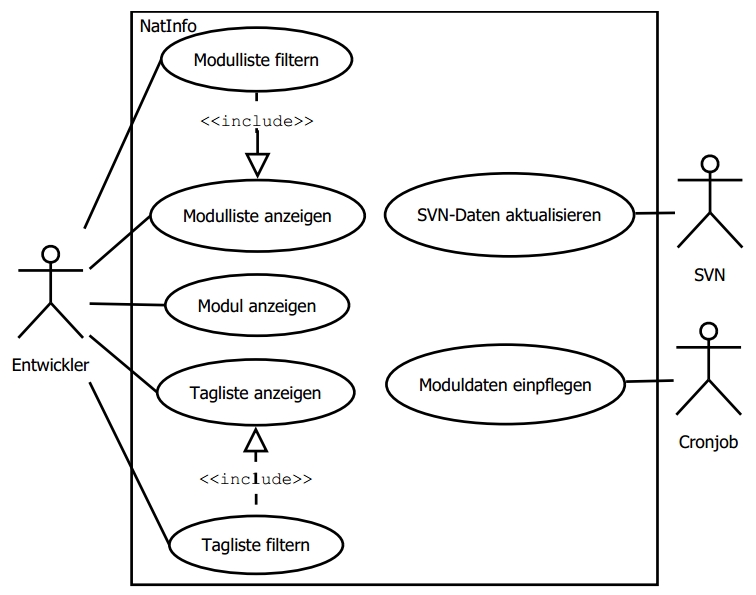 NatInfo
Modulliste filtern
<<include>>
Modulliste anzeigen
SVN-Daten aktualisieren
SVN
Modul anzeigen
Entwickler
Tagliste anzeigen
Moduldaten einpflegen
Cronjob
<<include>>
Tagliste filtern